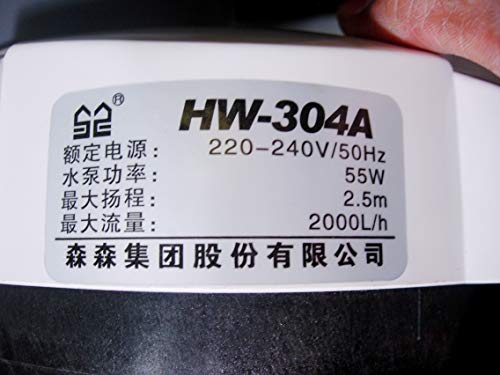 ® HW-304A
额定电源: 220-240V/50Hz
水泵功率: 55W
最大扬程: 2.5m
最大流量: 2000L/h
森森集团股份有限公司